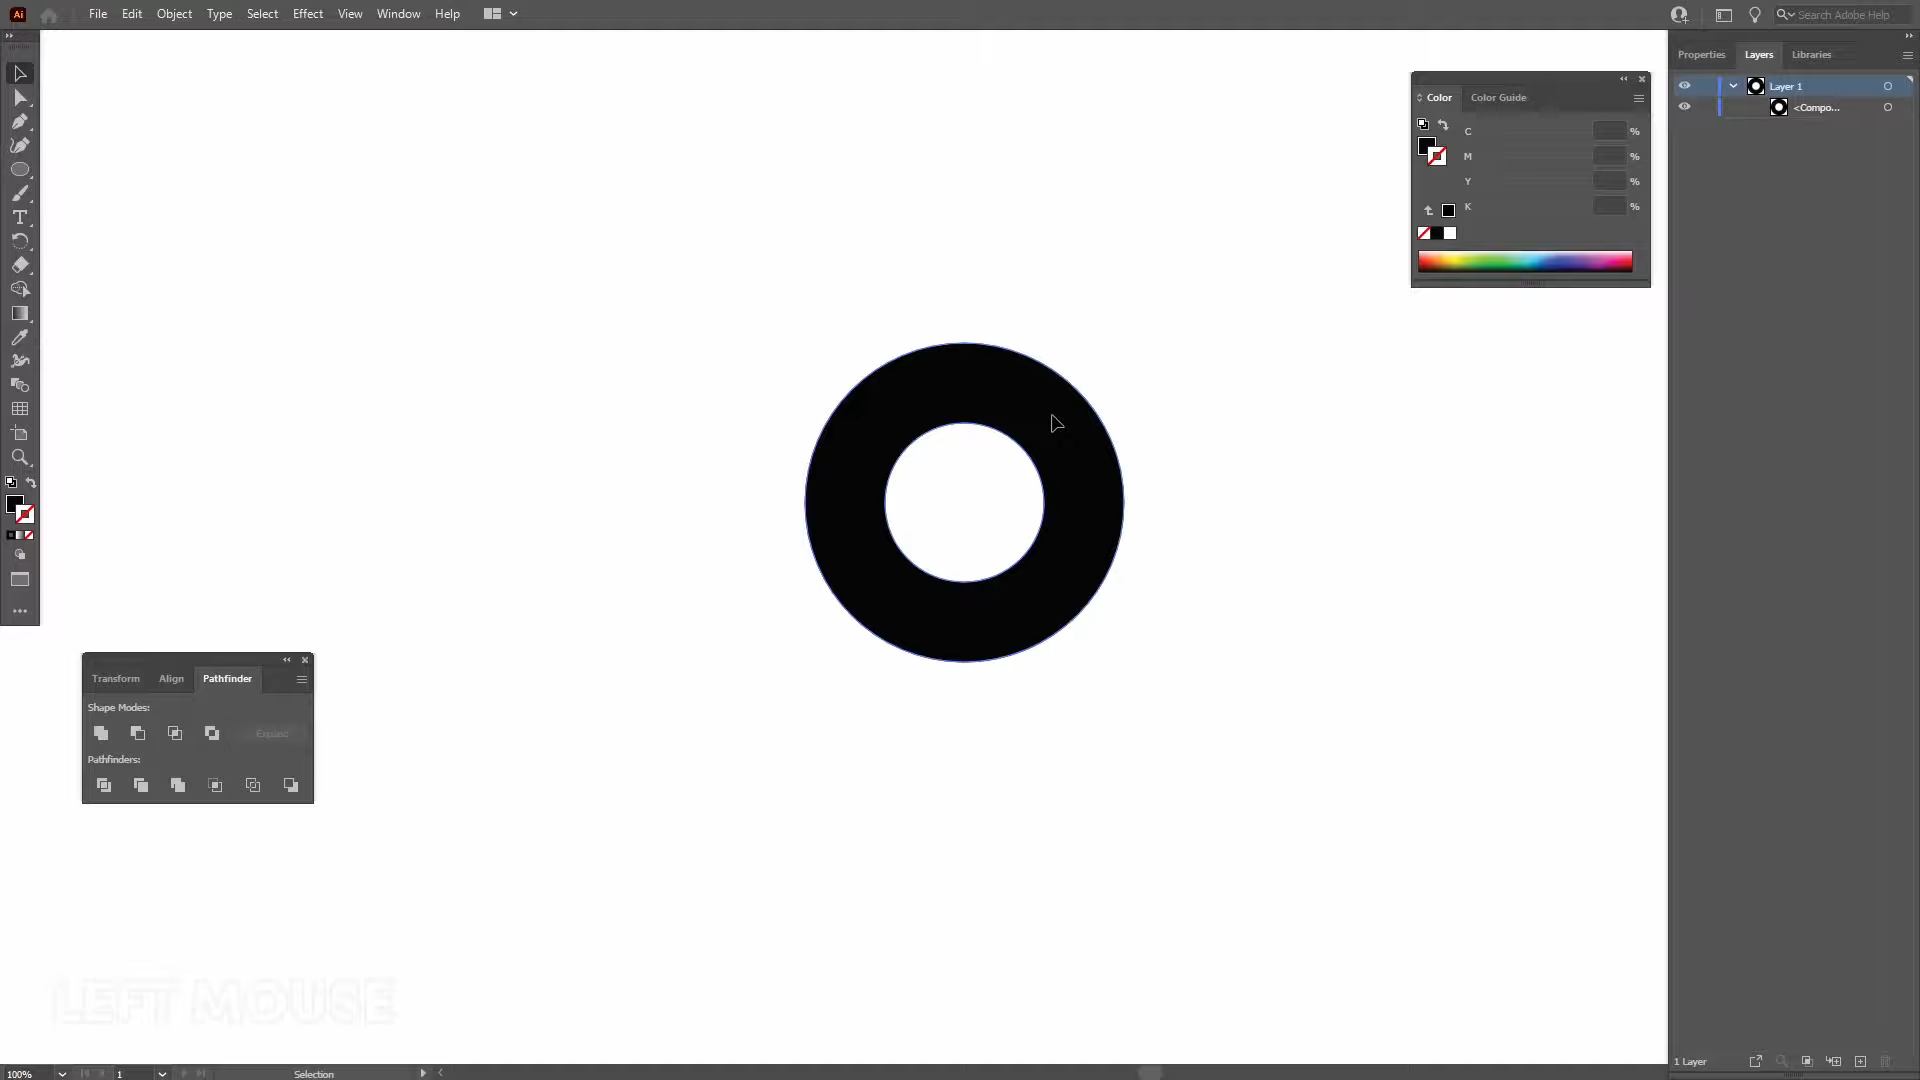 Ai File Edit Object Type Select Effect View Window Help Search Adobe Help
Properties Layers Libraries
Layer 1
<Compo...
Color Color Guide
C %
M %
Y %
K %
Transform Align Pathfinder
Shape Modes:
Expand
Pathfinders:
LEFT MOUSE
1 Layer
100% 1 Selection